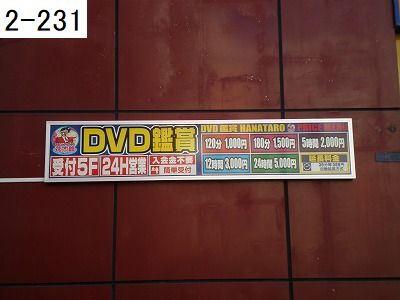 2-231
DVD鑑賞
受付5F 24H営業 入会金不要
簡単受付
DVD鑑賞 HANATARO PRICE MENU
120分 1,000円 180分 1,500円 5時間 2,000円
12時間 3,000円 24時間 5,000円 延長料金